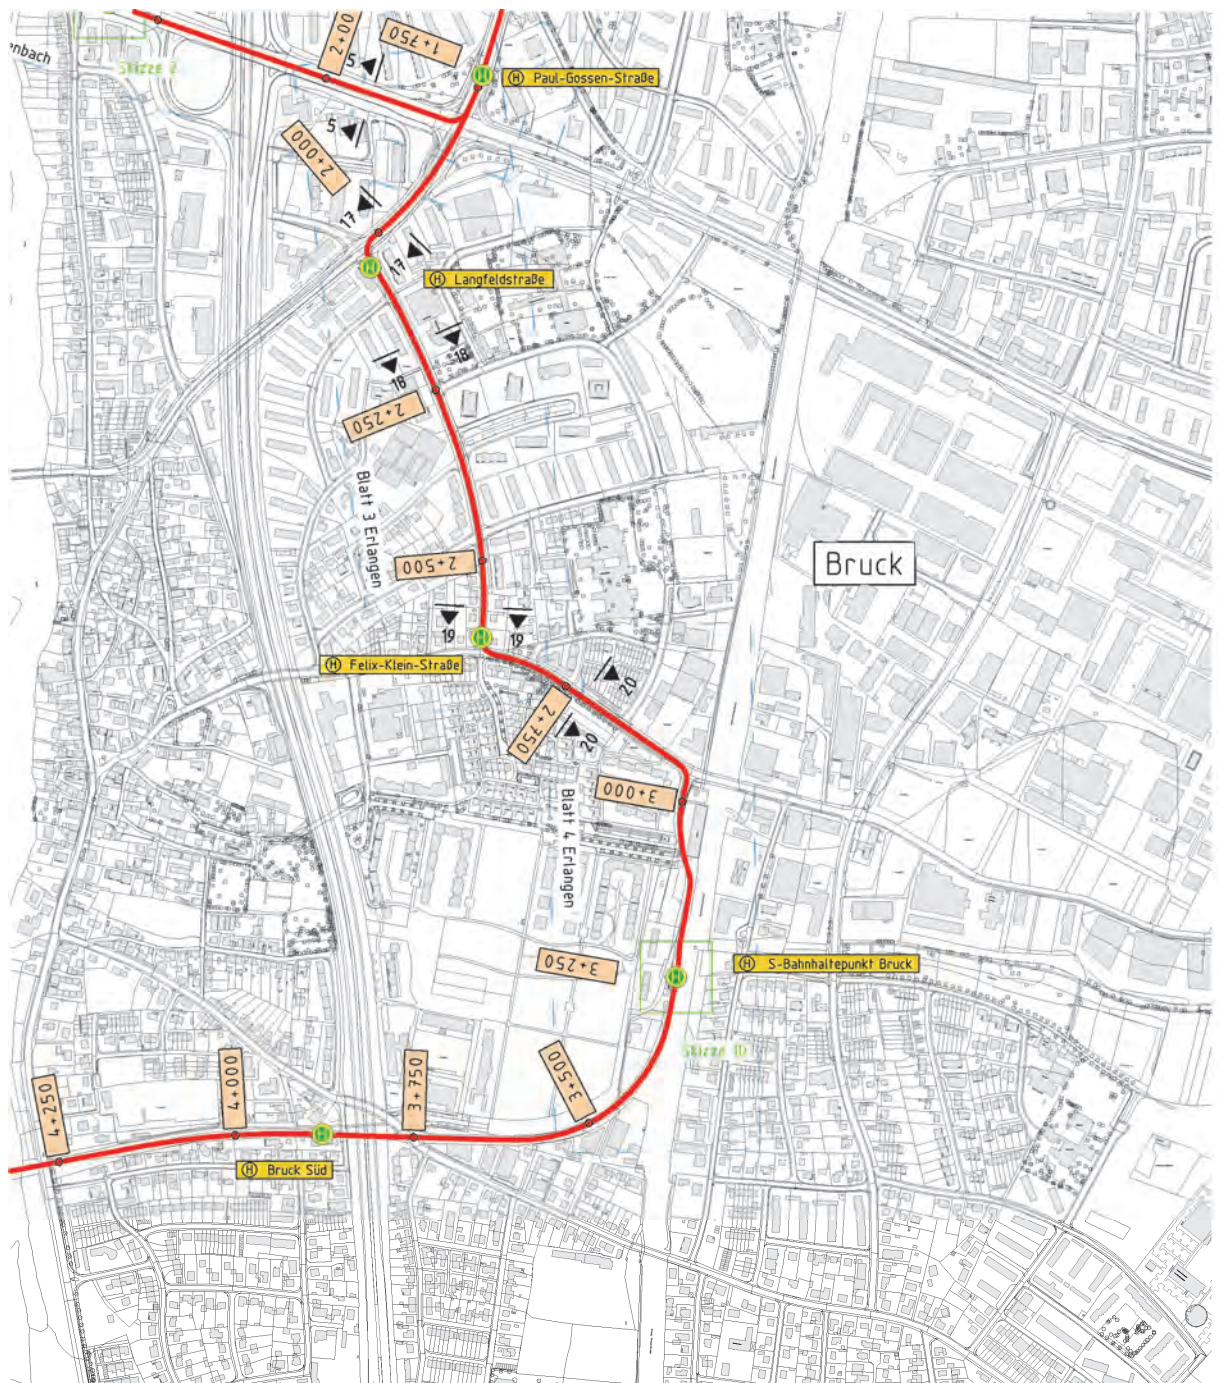 enbach
Skizze 2
2+00
1+750
5
Paul-Gossen-Straße
5
2+000
17
17
Langfeldstraße
18
18
2+250
Blatt 3 Erlangen
2+500
Bruck
19
19
Felix-Klein-Straße
20
2+750
20
3+000
Blatt 4 Erlangen
3+250
S-Bahnhaltepunkt Bruck
Skizze 10
3+500
3+750
4+000
4+250
Bruck Süd